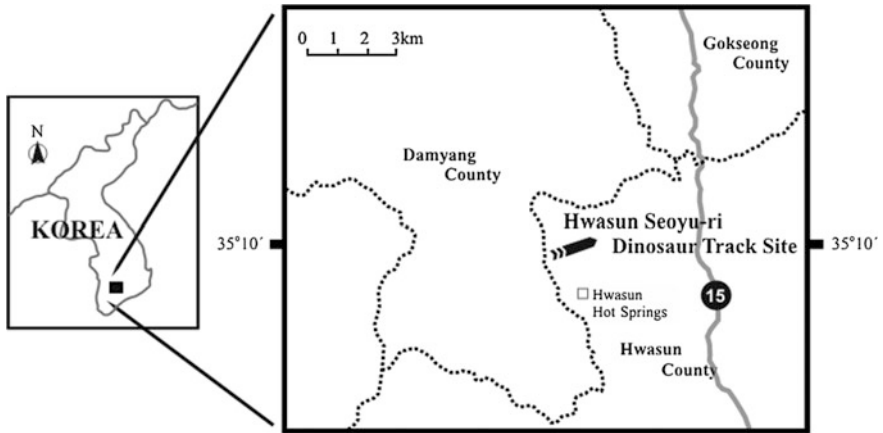 N
KOREA
0 1 2 3km
Gokseong
County
Damyang
County
Hwasun Seoyu-ri
Dinosaur Track Site
35°10´
35°10´
15
Hwasun
Hot Springs
Hwasun
County